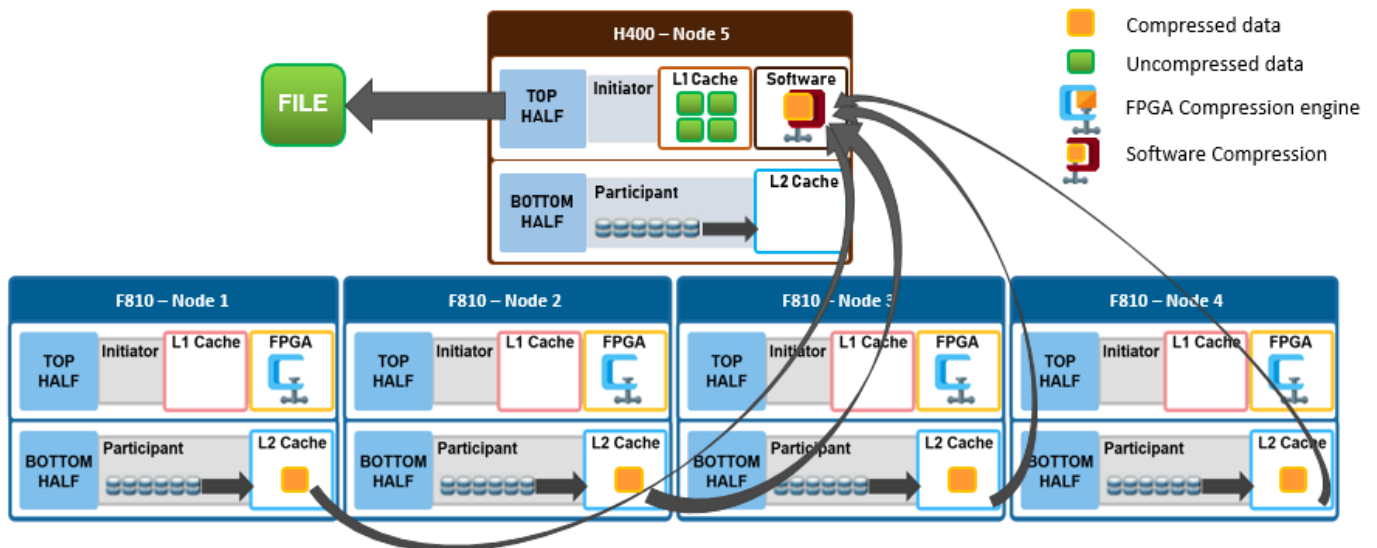 H400 – Node 5
FILE
TOP
HALF
Initiator
L1 Cache
Software
BOTTOM
HALF
Participant
L2 Cache
Compressed data
Uncompressed data
FPGA Compression engine
Software Compression
F810 – Node 1
TOP
HALF
Initiator
L1 Cache
FPGA
BOTTOM
HALF
Participant
L2 Cache
F810 – Node 2
TOP
HALF
Initiator
L1 Cache
FPGA
BOTTOM
HALF
Participant
L2 Cache
F810 – Node 3
TOP
HALF
Initiator
L1 Cache
FPGA
BOTTOM
HALF
Participant
L2 Cache
F810 – Node 4
TOP
HALF
Initiator
L1 Cache
FPGA
BOTTOM
HALF
Participant
L2 Cache